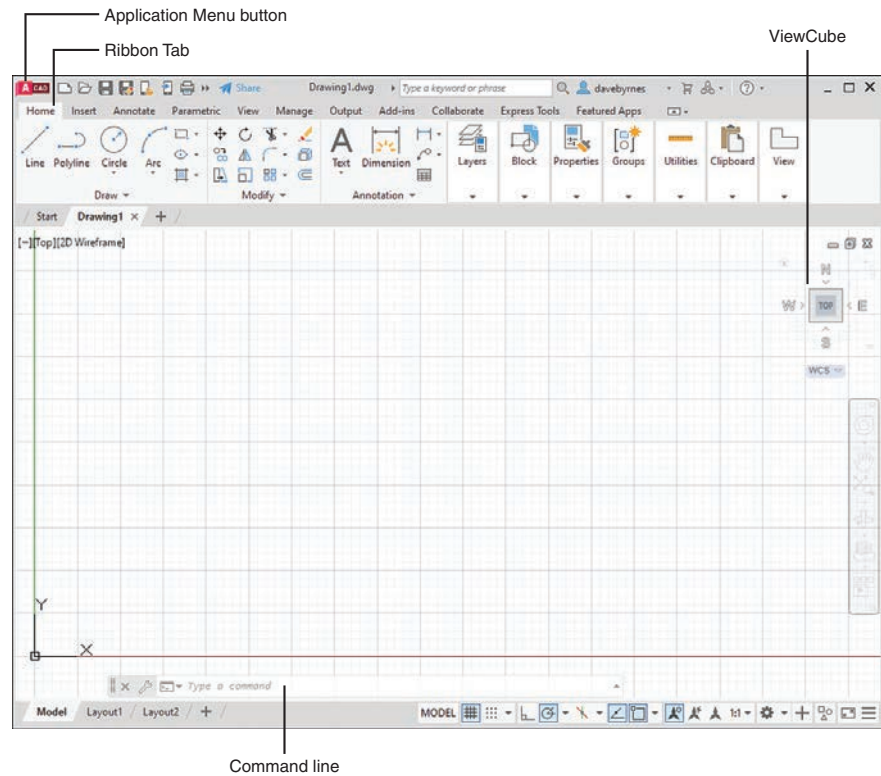 Application Menu button
Ribbon Tab
ViewCube
A CAD Share Drawing1.dwg Type a keyword or phrase davebyrnes
Home Insert Annotate Parametric View Manage Output Add-ins Collaborate Express Tools Featured Apps
Line Polyline Circle Arc Text Dimension Layers Block Properties Groups Utilities Clipboard View
Draw Modify Annotation
Start Drawing1
[−][Top][2D Wireframe]
N
W TOP E
S
WCS
Y
X
Type a command
Model Layout1 Layout2 MODEL 1:1
Command line